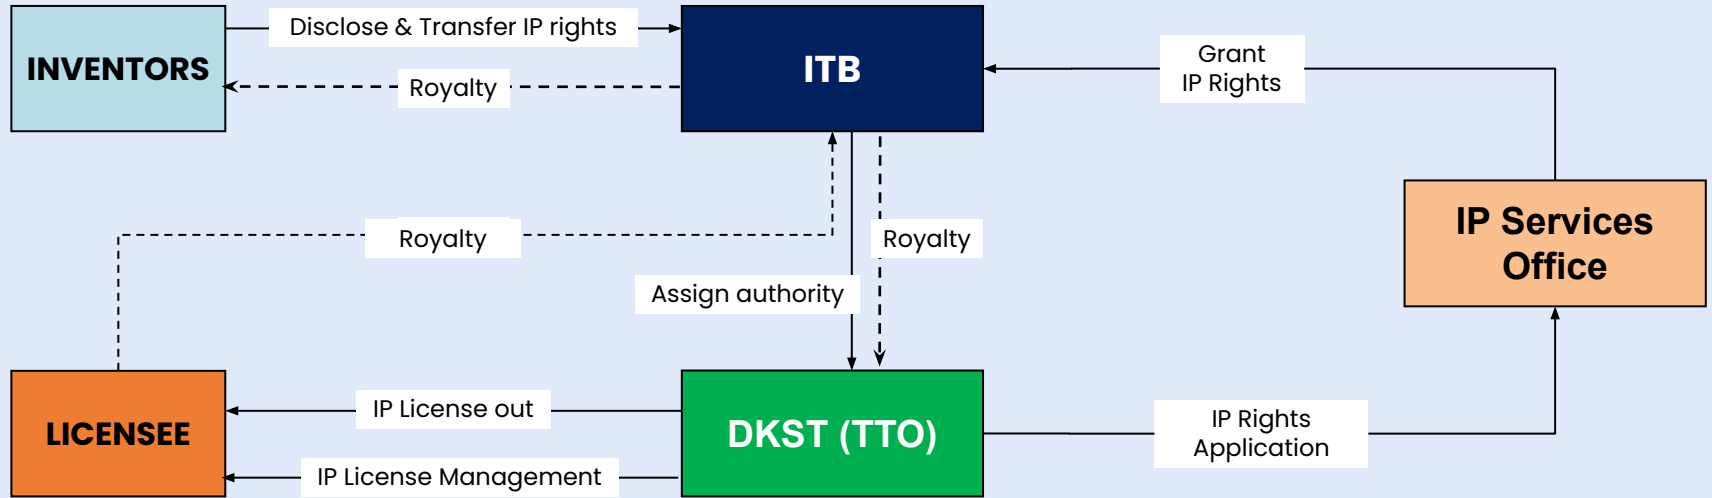 INVENTORS
Disclose & Transfer IP rights
Royalty
ITB
Grant
IP Rights
IP Services
Office
Royalty
Royalty
Assign authority
LICENSEE
IP License out
IP License Management
DKST (TTO)
IP Rights
Application